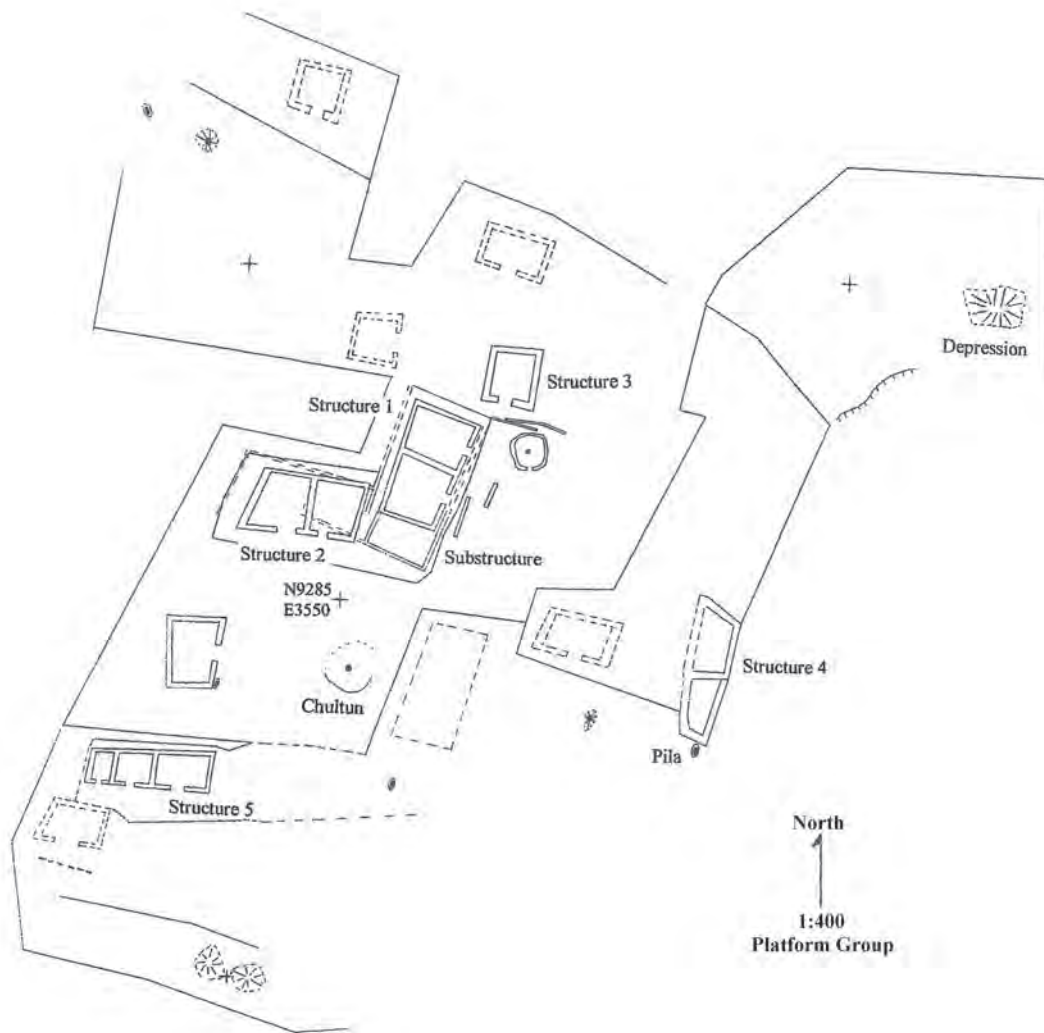 Depression
Structure 3
Structure 1
Structure 2
Substructure
N9285
E3550
Structure 4
Chultun
Pila
Structure 5
North
1:400
Platform Group